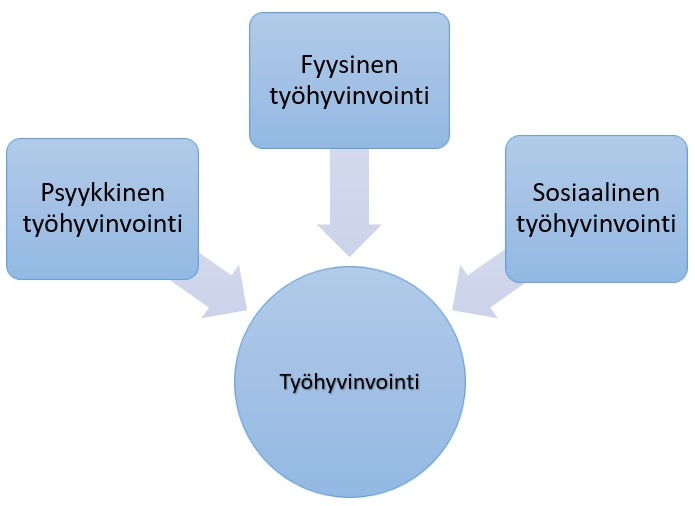 Fyysinen
työhyvinvointi
Psyykkinen
työhyvinvointi
Sosiaalinen
työhyvinvointi
Työhyvinvointi